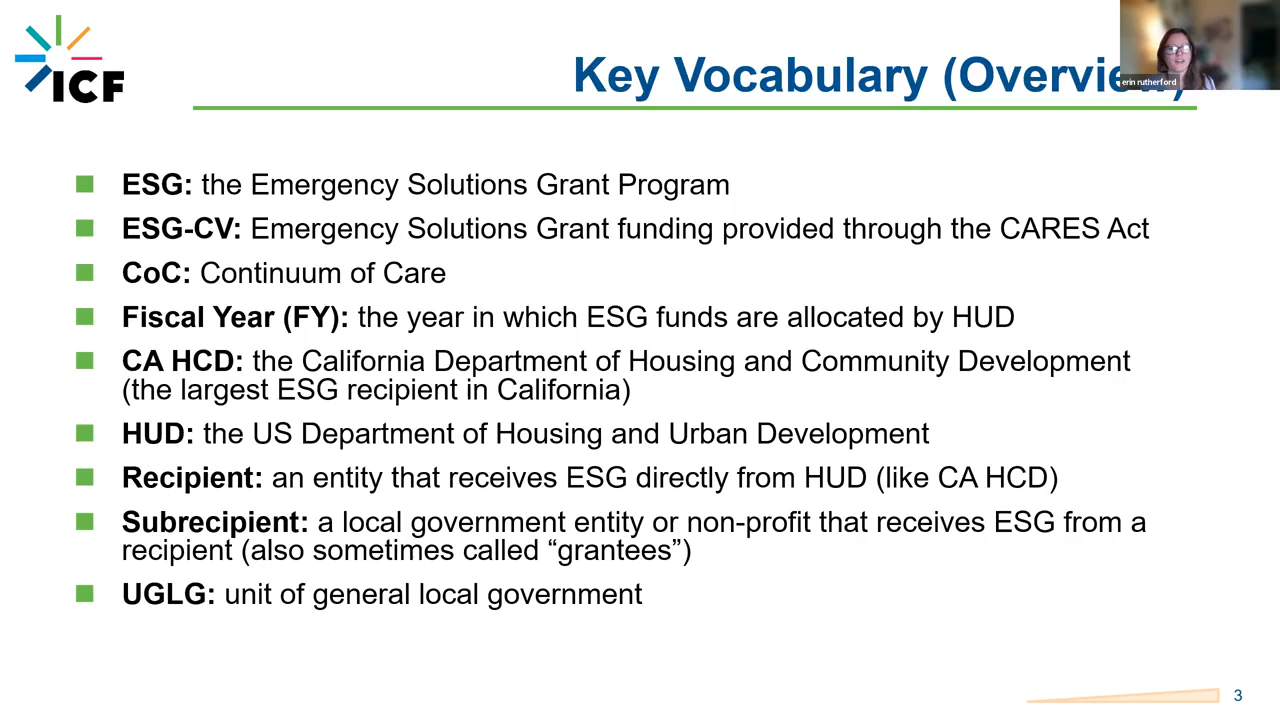 ICF
Key Vocabulary (Overview)
erin rutherford
ESG: the Emergency Solutions Grant Program
ESG-CV: Emergency Solutions Grant funding provided through the CARES Act
CoC: Continuum of Care
Fiscal Year (FY): the year in which ESG funds are allocated by HUD
CA HCD: the California Department of Housing and Community Development
(the largest ESG recipient in California)
HUD: the US Department of Housing and Urban Development
Recipient: an entity that receives ESG directly from HUD (like CA HCD)
Subrecipient: a local government entity or non-profit that receives ESG from a
recipient (also sometimes called “grantees”)
UGLG: unit of general local government
3